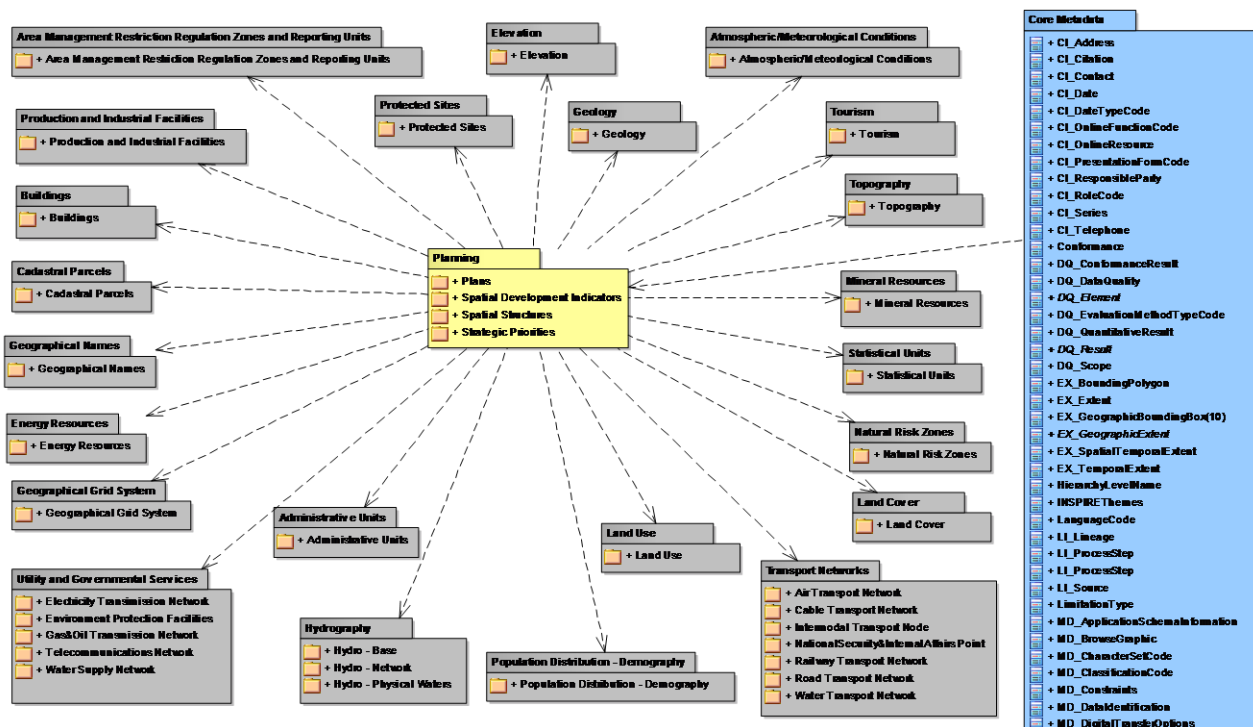 Area Management Restriction Regulation Zones and Reporting Units
+ Area Management Restriction Regulation Zones and Reporting Units
Elevation
+ Elevation
Atmospheric/Meteorological Conditions
+ Atmospheric/Meteorological Conditions
Production and Industrial Facilities
+ Production and Industrial Facilities
Protected Sites
+ Protected Sites
Geology
+ Geology
Tourism
+ Tourism
Buildings
+ Buildings
Topography
+ Topography
Planning
+ Plans
+ Spatial Development Indicators
+ Spatial Structures
+ Strategic Priorities
Cadastral Parcels
+ Cadastral Parcels
Mineral Resources
+ Mineral Resources
Geographical Names
+ Geographical Names
Statistical Units
+ Statistical Units
Energy Resources
+ Energy Resources
Natural Risk Zones
+ Natural Risk Zones
Geographical Grid System
+ Geographical Grid System
Administrative Units
+ Administrative Units
Land Use
+ Land Use
Land Cover
+ Land Cover
Utility and Governmental Services
+ Electricity Transimission Network
+ Environment Protection Facilities
+ Gas&Oil Transmission Network
+ Telecommunications Network
+ Water Supply Network
Hydrography
+ Hydro - Base
+ Hydro - Network
+ Hydro - Physical Waters
Population Distribution - Demography
+ Population Distibution - Demography
Transport Networks
+ Air Transport Network
+ Cable Transport Network
+ Intermodal Transport Node
+ NationalSecurity&InternalAffairs Point
+ Railway Transport Network
+ Road Transport Network
+ Water Transport Network
Core Metadata
+ CI_Address
+ CI_Citation
+ CI_Contact
+ CI_Date
+ CI_DateTypeCode
+ CI_OnlineFunctionCode
+ CI_OnlineResource
+ CI_PresentationFormCode
+ CI_ResponsibleParty
+ CI_RoleCode
+ CI_Series
+ CI_Telephone
+ Conformance
+ DQ_ConformanceResult
+ DQ_DataQuality
+ DQ_Element
+ DQ_EvaluationMethodTypeCode
+ DQ_QuantitativeResult
+ DQ_Result
+ DQ_Scope
+ EX_BoundingPolygon
+ EX_Extent
+ EX_GeographicBoundingBox(10)
+ EX_GeographicExtent
+ EX_SpatialTemporalExtent
+ EX_TemporalExtent
+ HierarchyLevelName
+ INSPIREThemes
+ LanguageCode
+ LI_Lineage
+ LI_ProcessStep
+ LI_ProcessStep
+ LI_Source
+ LimitationType
+ MD_ApplicationSchemaInformation
+ MD_BrowseGraphic
+ MD_CharacterSetCode
+ MD_ClassificationCode
+ MD_Constraints
+ MD_DataIdentification
+ MD_DigitalTransferOptions